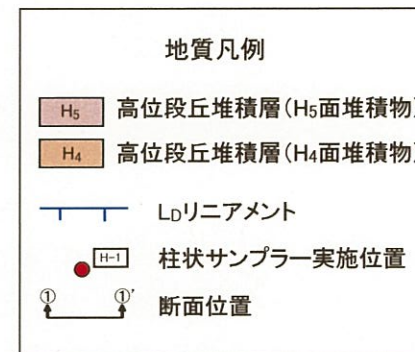 地質凡例
H5 高位段丘堆積層(H5面堆積物)
H4 高位段丘堆積層(H4面堆積物)
LDリニアメント
H-1 柱状サンプラー実施位置
① ①' 断面位置